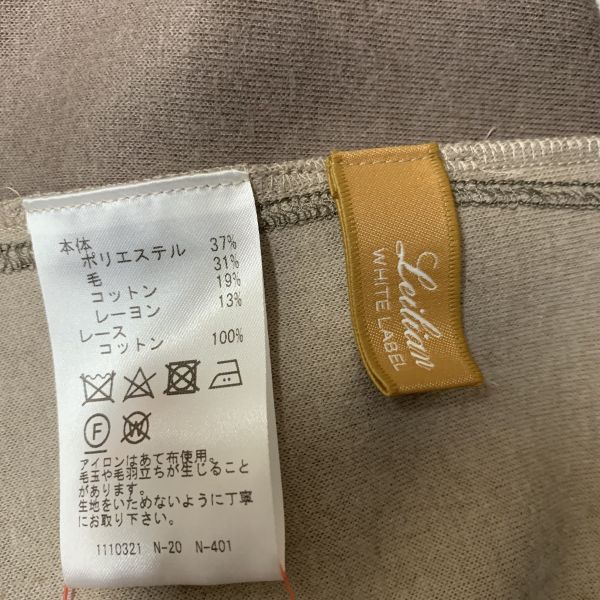 本体
ポリエステル 37%
毛 31%
コットン 19%
レーヨン 13%
レース
コットン 100%
F W
アイロンはあて布使用。
毛玉や毛羽立ちが生じること
があります。
生地をいためないように丁寧
にお取り下さい。
1110321 N-20 N-401
Leilian
WHITE LABEL